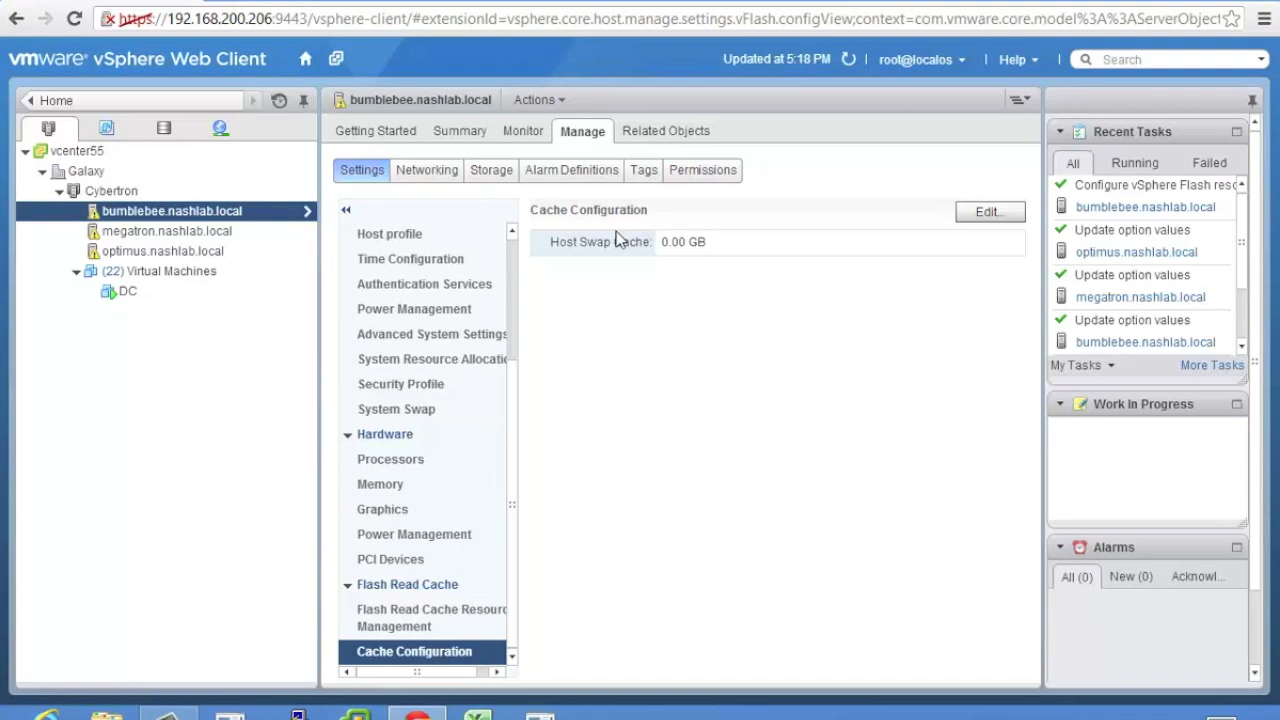 https://192.168.200.206:9443/vsphere-client/#extensionId=vsphere.core.host.manage.settings.vFlash.configView;context=com.vmware.core.model%3A%3AServerObject
vmware® vSphere Web Client
Updated at 5:18 PM
root@localos
Help
Search
Home
bumblebee.nashlab.local
Actions
Getting Started
Summary
Monitor
Manage
Related Objects
Settings
Networking
Storage
Alarm Definitions
Tags
Permissions
vcenter55
Galaxy
Cybertron
bumblebee.nashlab.local
megatron.nashlab.local
optimus.nashlab.local
(22) Virtual Machines
DC
Host profile
Time Configuration
Authentication Services
Power Management
Advanced System Settings
System Resource Allocatio
Security Profile
System Swap
Hardware
Processors
Memory
Graphics
Power Management
PCI Devices
Flash Read Cache
Flash Read Cache Resourc
Management
Cache Configuration
Cache Configuration
Edit...
Host Swap Cache: 0.00 GB
Recent Tasks
All
Running
Failed
Configure vSphere Flash resc
bumblebee.nashlab.local
Update option values
optimus.nashlab.local
Update option values
megatron.nashlab.local
Update option values
bumblebee.nashlab.local
My Tasks
More Tasks
Work In Progress
Alarms
All (0)
New (0)
Acknowl...